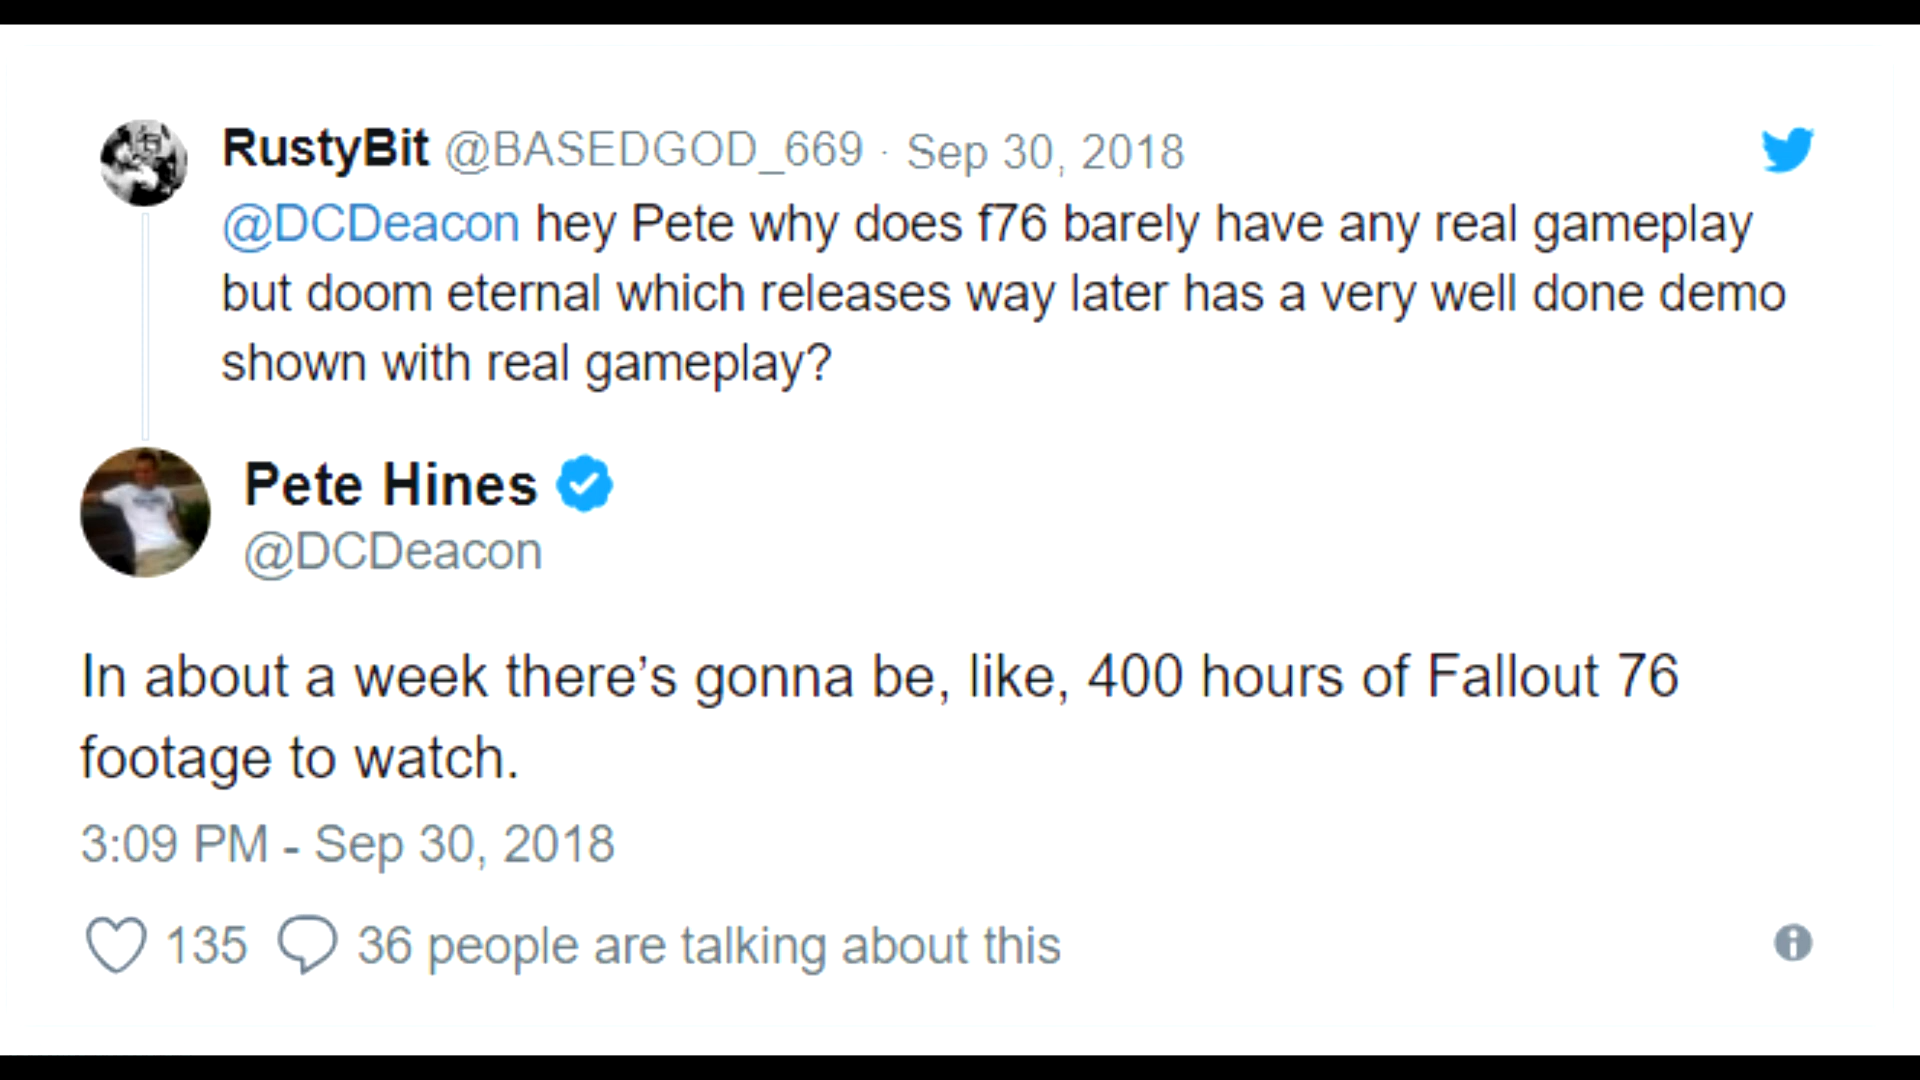 RustyBit @BASEDGOD_669 · Sep 30, 2018
@DCDeacon hey Pete why does f76 barely have any real gameplay
but doom eternal which releases way later has a very well done demo
shown with real gameplay?
Pete Hines
@DCDeacon
In about a week there’s gonna be, like, 400 hours of Fallout 76
footage to watch.
3:09 PM - Sep 30, 2018
135 36 people are talking about this